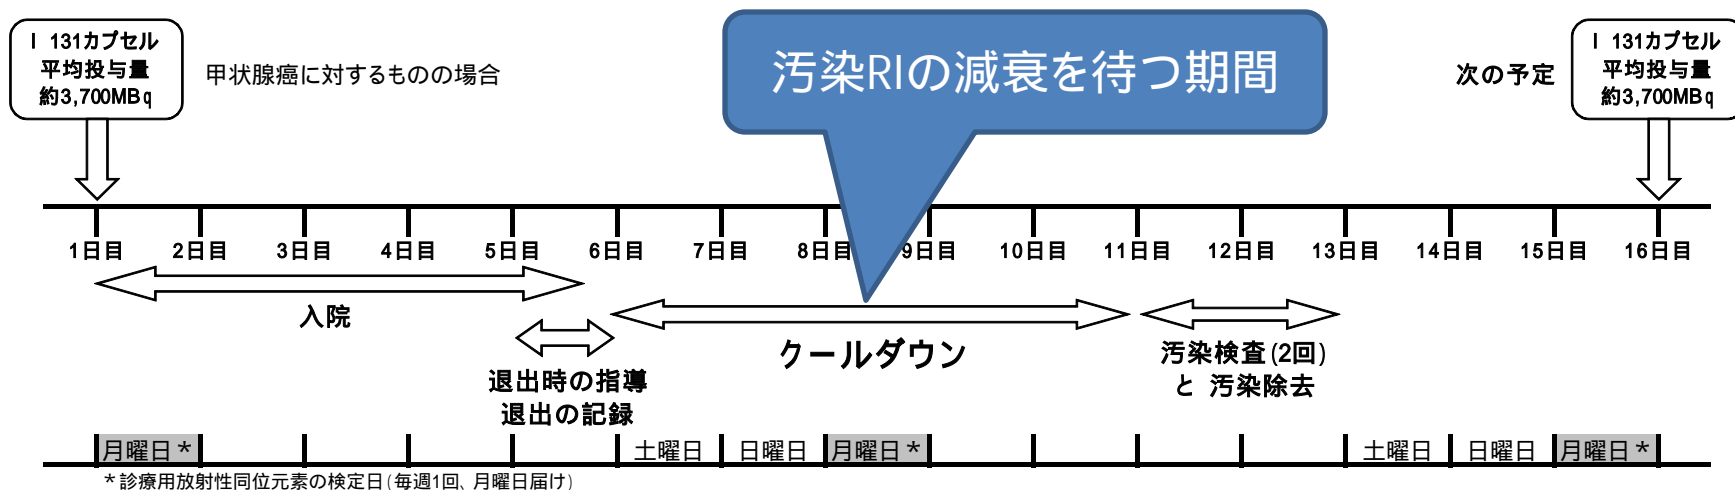 I 131カプセル
平均投与量
約3,700MBq
甲状腺癌に対するものの場合
汚染RIの減衰を待つ期間
次の予定
I 131カプセル
平均投与量
約3,700MBq
1日目 2日目 3日目 4日目 5日目 6日目 7日目 8日目 9日目 10日目 11日目 12日目 13日目 14日目 15日目 16日目
入院
クールダウン
退出時の指導
退出の記録
汚染検査(2回)
と 汚染除去
月曜日* 土曜日 日曜日 月曜日* 土曜日 日曜日 月曜日*
*診療用放射性同位元素の検定日(毎週1回、月曜日届け)